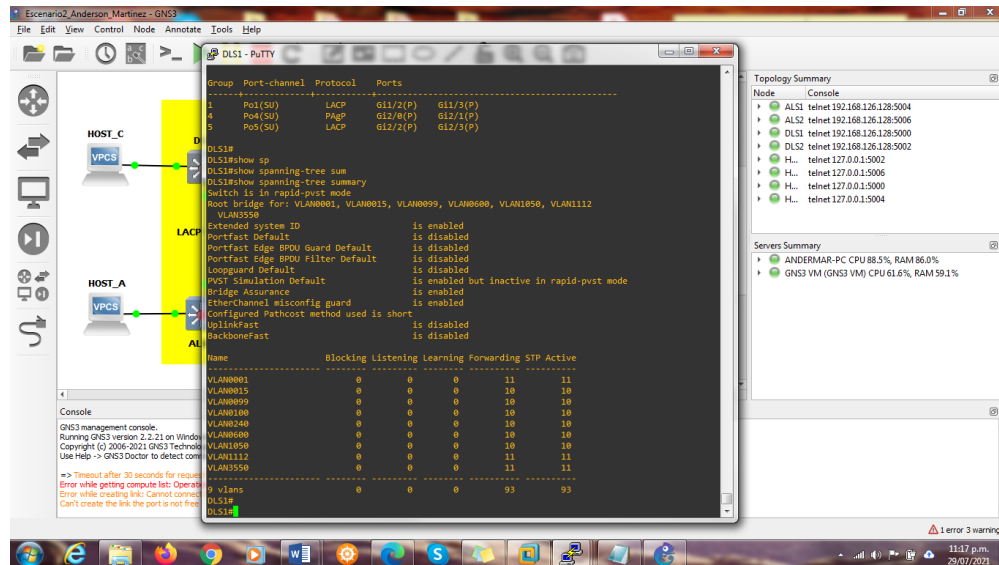 Escenario2_Anderson_Martinez - GNS3
File Edit View Control Node Annotate Tools Help
DLS1 - PuTTY
Group Port-channel Protocol Ports
------+-------------+-----------+-----------------------------------------------
1 Po1(SU) LACP Gi1/2(P) Gi1/3(P)
4 Po4(SU) PAgP Gi2/0(P) Gi2/1(P)
5 Po5(SU) LACP Gi2/2(P) Gi2/3(P)
DLS1#
DLS1#show sp
DLS1#show spanning-tree sum
DLS1#show spanning-tree summary
Switch is in rapid-pvst mode
Root bridge for: VLAN0001, VLAN0015, VLAN0099, VLAN0600, VLAN1050, VLAN1112
VLAN3550
Extended system ID is enabled
Portfast Default is disabled
Portfast Edge BPDU Guard Default is disabled
Portfast Edge BPDU Filter Default is disabled
Loopguard Default is disabled
PVST Simulation Default is enabled but inactive in rapid-pvst mode
Bridge Assurance is enabled
EtherChannel misconfig guard is enabled
Configured Pathcost method used is short
UplinkFast is disabled
BackboneFast is disabled
Name Blocking Listening Learning Forwarding STP Active
---------------------- -------- --------- -------- ---------- ----------
VLAN0001 0 0 0 11 11
VLAN0015 0 0 0 10 10
VLAN0099 0 0 0 10 10
VLAN0100 0 0 0 10 10
VLAN0240 0 0 0 10 10
VLAN0600 0 0 0 10 10
VLAN1050 0 0 0 10 10
VLAN1112 0 0 0 11 11
VLAN3550 0 0 0 11 11
---------------------- -------- --------- -------- ---------- ----------
9 vlans 0 0 0 93 93
DLS1#
DLS1#
HOST_C
VPCS
D
LACP
HOST_A
VPCS
AL
Topology Summary
Node Console
ALS1 telnet 192.168.126.128:5004
ALS2 telnet 192.168.126.128:5006
DLS1 telnet 192.168.126.128:5000
DLS2 telnet 192.168.126.128:5002
H... telnet 127.0.0.1:5002
H... telnet 127.0.0.1:5006
H... telnet 127.0.0.1:5000
H... telnet 127.0.0.1:5004
Servers Summary
ANDERMAR-PC CPU 88.5%, RAM 86.0%
GNS3 VM (GNS3 VM) CPU 61.6%, RAM 59.1%
Console
GNS3 management console.
Running GNS3 version 2.2.21 on Window
Copyright (c) 2006-2021 GNS3 Technolo
Use Help -> GNS3 Doctor to detect com
=> Timeout after 30 seconds for reques
Error while getting compute list: Operati
Error while creating link: Cannot connect
Can't create the link the port is not free
1 error 3 warning
11:17 p.m.
29/07/2021